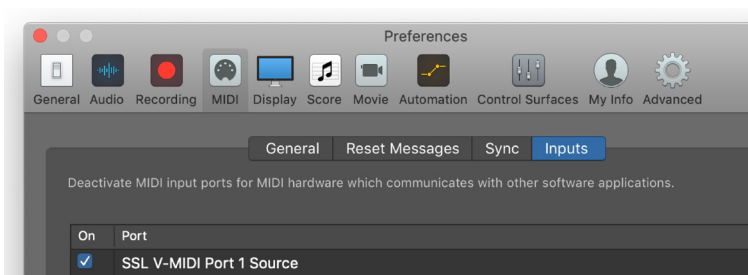 Preferences
General Audio Recording MIDI Display Score Movie Automation Control Surfaces My Info Advanced
General Reset Messages Sync Inputs
Deactivate MIDI input ports for MIDI hardware which communicates with other software applications.
On Port
SSL V-MIDI Port 1 Source